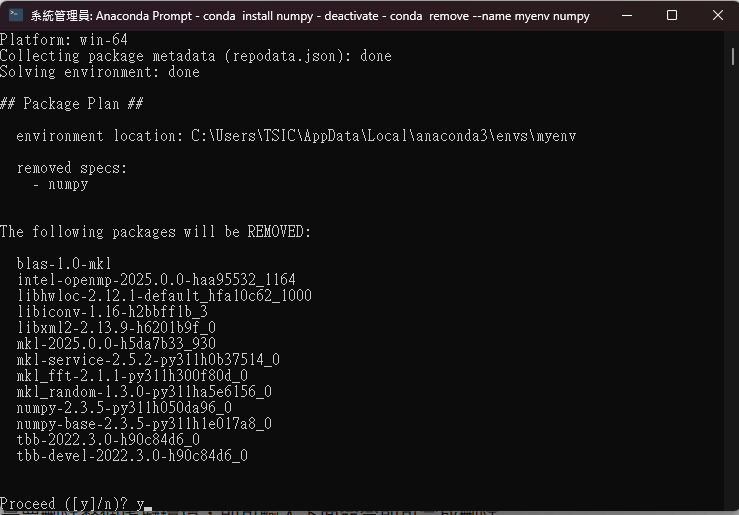 系統管理員: Anaconda Prompt - conda  install numpy - deactivate - conda  remove --name myenv numpy
Platform: win-64
Collecting package metadata (repodata.json): done
Solving environment: done
## Package Plan ##
environment location: C:\Users\TSIC\AppData\Local\anaconda3\envs\myenv
removed specs:
- numpy
The following packages will be REMOVED:
blas-1.0-mkl
intel-openmp-2025.0.0-haa95532_1164
libhwloc-2.12.1-default_hfa10c62_1000
libiconv-1.16-h2bbff1b_3
libxml2-2.13.9-h6201b9f_0
mkl-2025.0.0-h5da7b33_930
mkl-service-2.5.2-py311h0b37514_0
mkl_fft-2.1.1-py311h300f80d_0
mkl_random-1.3.0-py311ha5e6156_0
numpy-2.3.5-py311h050da96_0
numpy-base-2.3.5-py311h1e017a8_0
tbb-2022.3.0-h90c84d6_0
tbb-devel-2022.3.0-h90c84d6_0
Proceed ([y]/n)? y